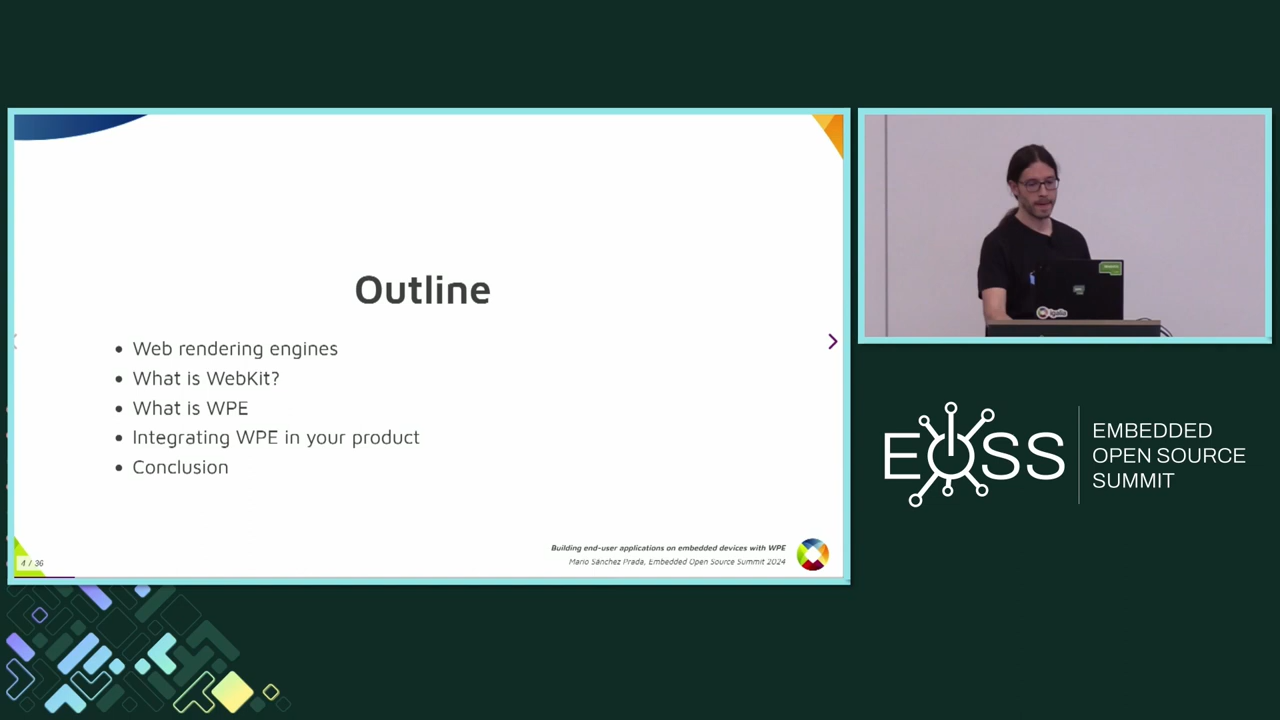 Outline
• Web rendering engines
• What is WebKit?
• What is WPE
• Integrating WPE in your product
• Conclusion
Building end-user applications on embedded devices with WPE
Mario Sánchez Prada, Embedded Open Source Summit 2024
4 / 36
EOSS
EMBEDDED
OPEN SOURCE
SUMMIT